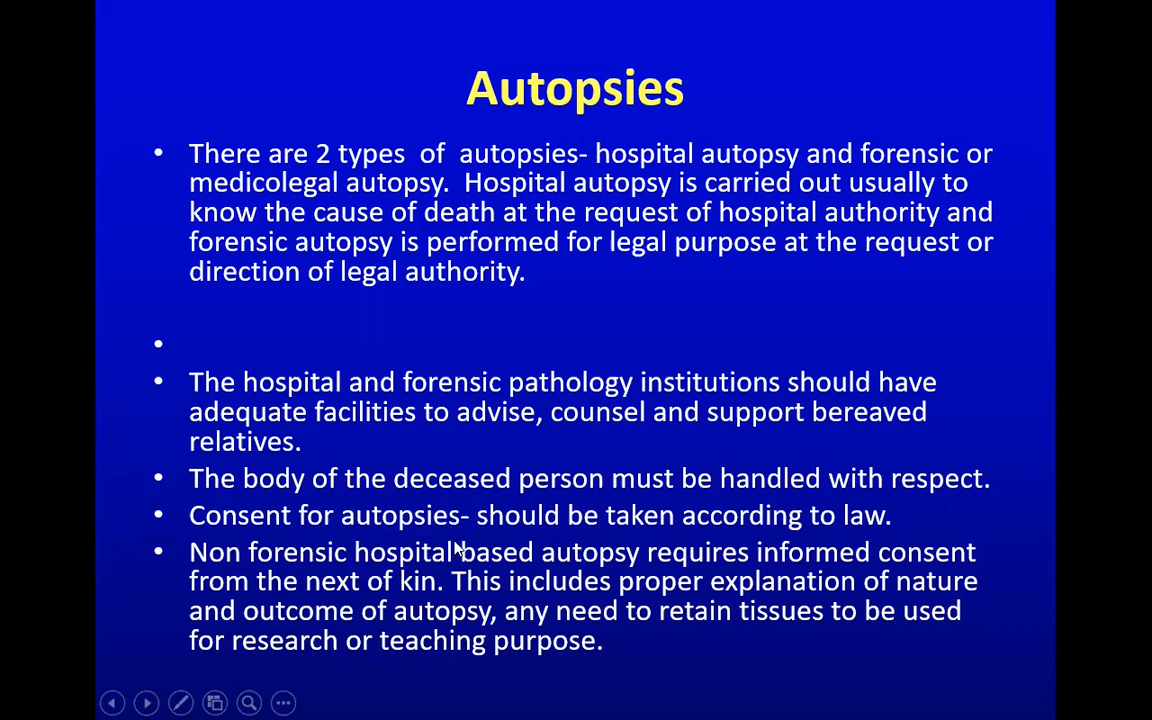 Autopsies
• There are 2 types of autopsies- hospital autopsy and forensic or
medicolegal autopsy. Hospital autopsy is carried out usually to
know the cause of death at the request of hospital authority and
forensic autopsy is performed for legal purpose at the request or
direction of legal authority.
•
• The hospital and forensic pathology institutions should have
adequate facilities to advise, counsel and support bereaved
relatives.
• The body of the deceased person must be handled with respect.
• Consent for autopsies- should be taken according to law.
• Non forensic hospital based autopsy requires informed consent
from the next of kin. This includes proper explanation of nature
and outcome of autopsy, any need to retain tissues to be used
for research or teaching purpose.